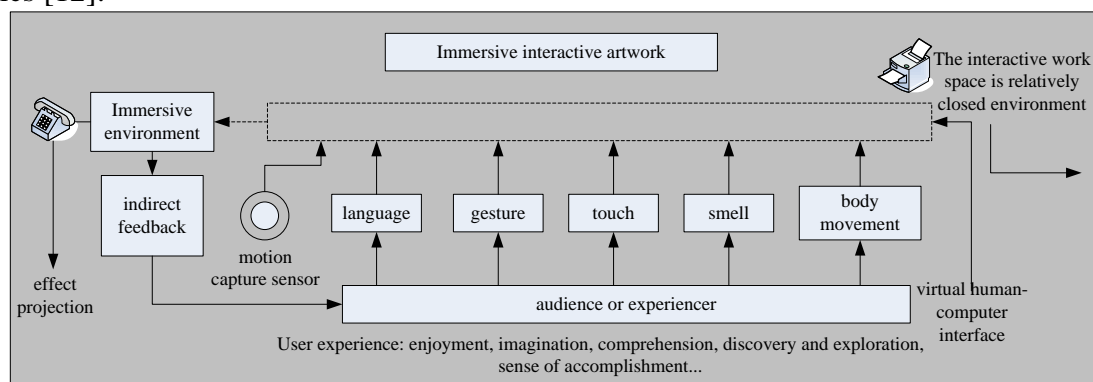 Immersive interactive artwork
The interactive work
space is relatively
closed environment
Immersive
environment
indirect
feedback
language
gesture
touch
smell
body
movement
motion
capture sensor
effect
projection
audience or experiencer
virtual human-
computer
interface
User experience: enjoyment, imagination, comprehension, discovery and exploration,
sense of accomplishment...